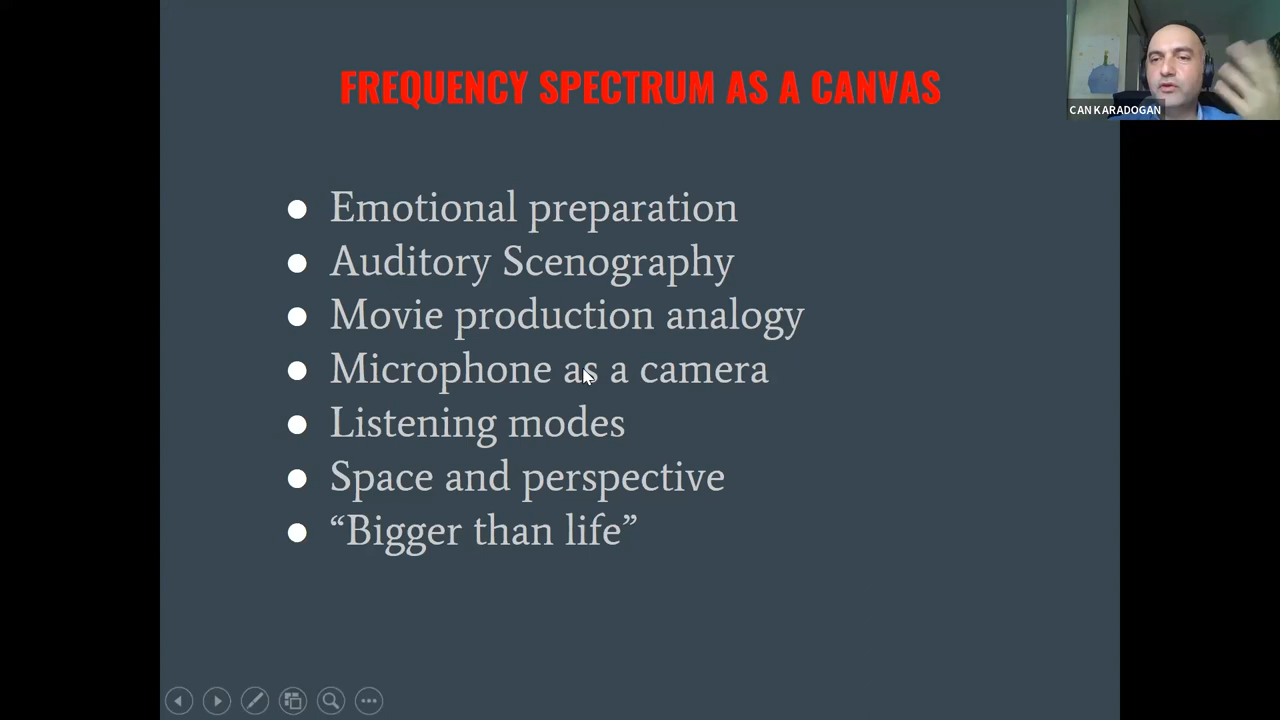 FREQUENCY SPECTRUM AS A CANVAS
CAN KARADOGAN
● Emotional preparation
● Auditory Scenography
● Movie production analogy
● Microphone as a camera
● Listening modes
● Space and perspective
● “Bigger than life”